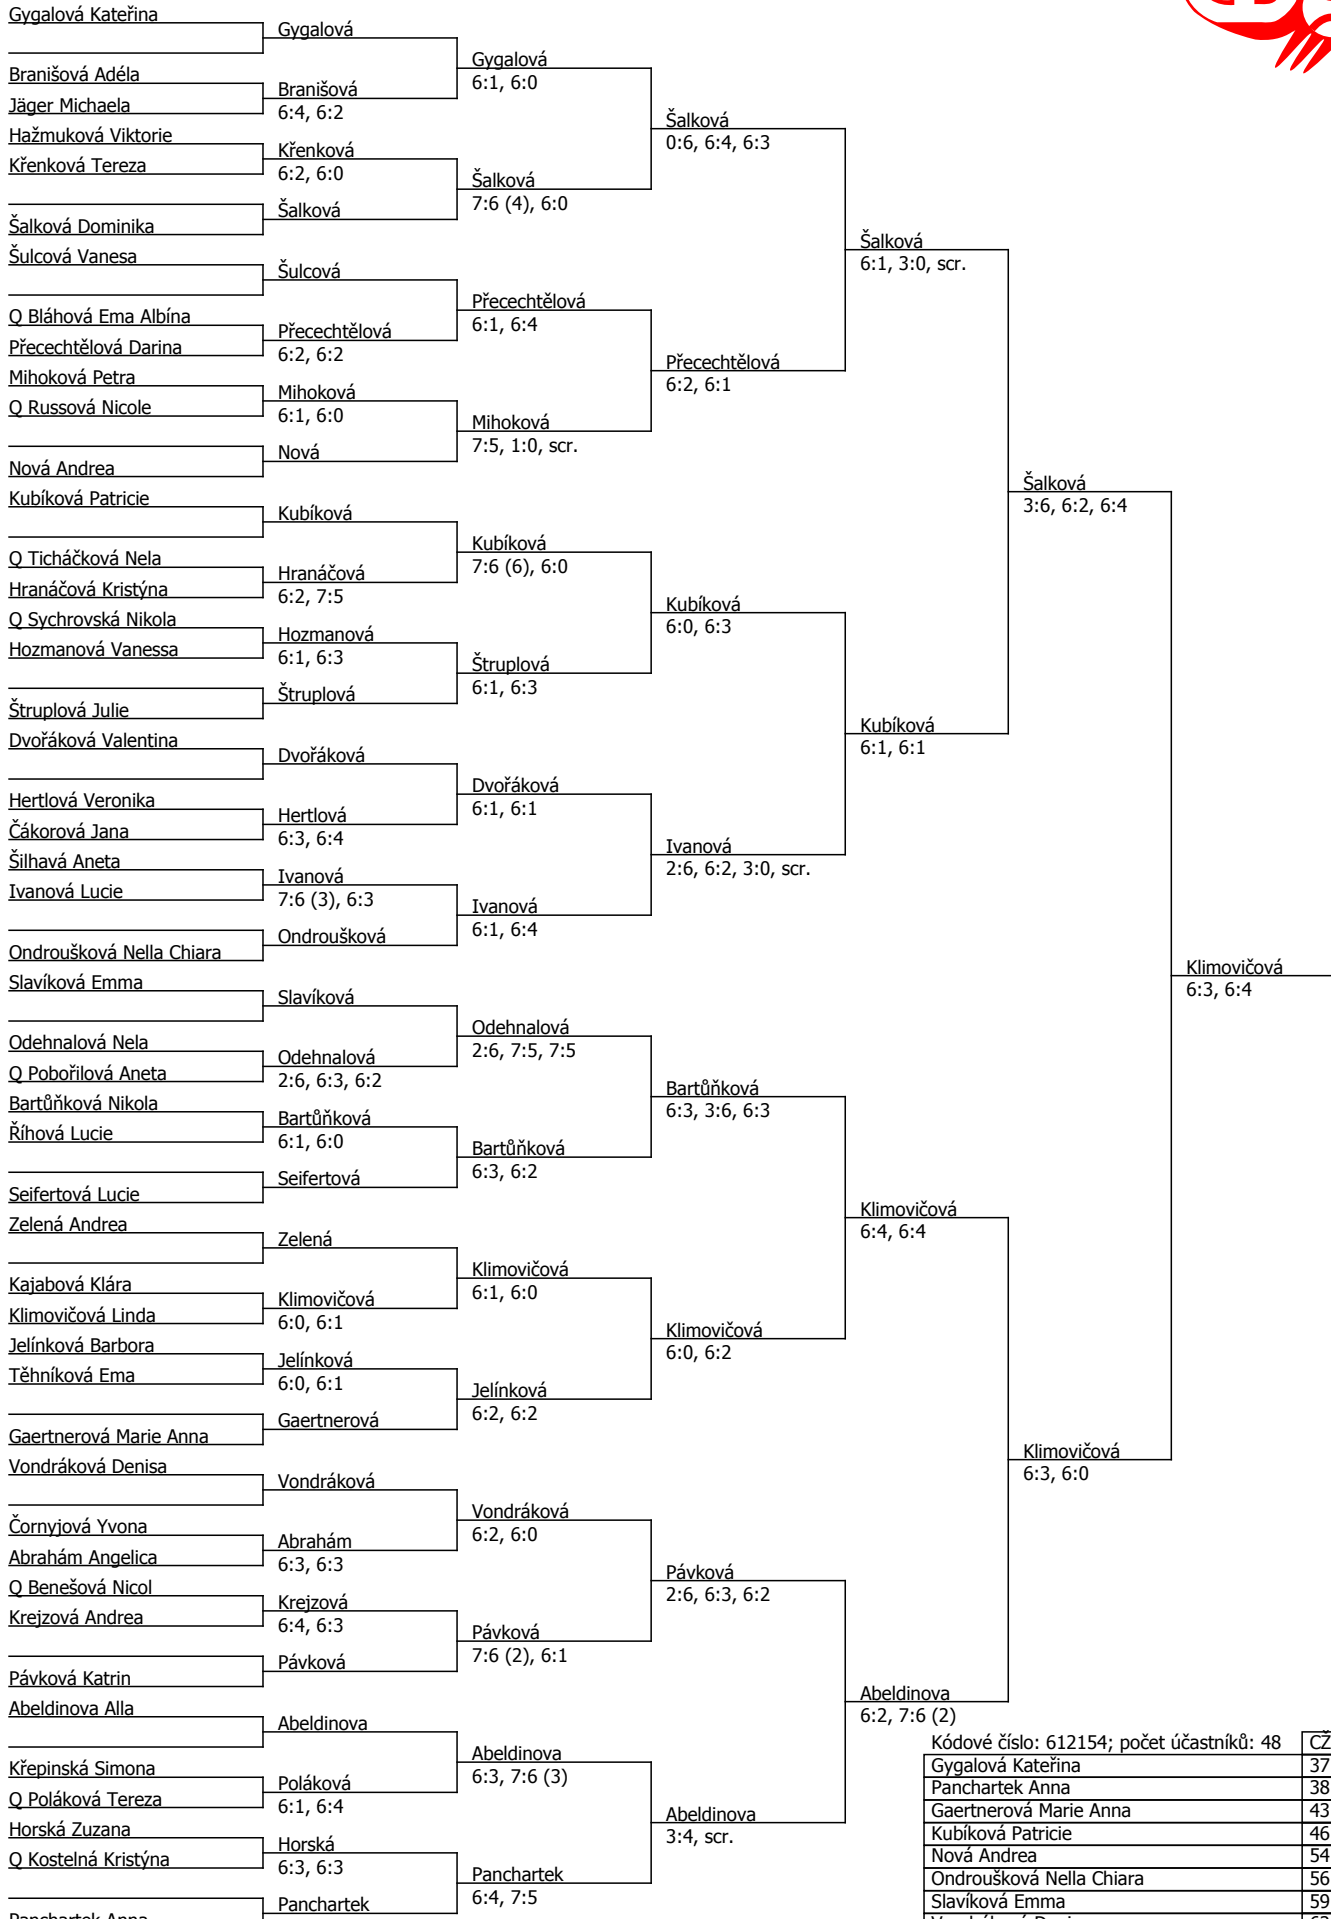 Gygalová Kateřina
Branišová Adéla
Jäger Michaela
Hažmuková Viktorie
Křenková Tereza
Šalková Dominika
Šulcová Vanesa
Q Bláhová Ema Albína
Přecechtělová Darina
Mihoková Petra
Q Russová Nicole
Nová Andrea
Kubíková Patricie
Q Ticháčková Nela
Hranáčová Kristýna
Q Sychrovská Nikola
Hozmanová Vanessa
Štruplová Julie
Dvořáková Valentina
Hertlová Veronika
Čákorová Jana
Šilhavá Aneta
Ivanová Lucie
Ondroušková Nella Chiara
Slavíková Emma
Odehnalová Nela
Q Pobořilová Aneta
Bartůňková Nikola
Říhová Lucie
Seifertová Lucie
Zelená Andrea
Kajabová Klára
Klimovičová Linda
Jelínková Barbora
Těhníková Ema
Gaertnerová Marie Anna
Vondráková Denisa
Čornyjová Yvona
Abrahám Angelica
Q Benešová Nicol
Krejzová Andrea
Pávková Katrin
Abeldinova Alla
Křepinská Simona
Q Poláková Tereza
Horská Zuzana
Q Kostelná Kristýna
Gygalová
Branišová
6:4, 6:2
Křenková
6:2, 6:0
Šalková
Šulcová
Přecechtělová
6:2, 6:2
Mihoková
6:1, 6:0
Nová
Kubíková
Hranáčová
6:2, 7:5
Hozmanová
6:1, 6:3
Štruplová
Dvořáková
Hertlová
6:3, 6:4
Ivanová
7:6 (3), 6:3
Ondroušková
Slavíková
Odehnalová
2:6, 6:3, 6:2
Bartůňková
6:1, 6:0
Seifertová
Zelená
Klimovičová
6:0, 6:1
Jelínková
6:0, 6:1
Gaertnerová
Vondráková
Abrahám
6:3, 6:3
Krejzová
6:4, 6:3
Pávková
Abeldinova
Poláková
6:1, 6:4
Horská
6:3, 6:3
Panchartek
Gygalová
6:1, 6:0
Šalková
7:6 (4), 6:0
Přecechtělová
6:1, 6:4
Mihoková
7:5, 1:0, scr.
Kubíková
7:6 (6), 6:0
Štruplová
6:1, 6:3
Dvořáková
6:1, 6:1
Ivanová
6:1, 6:4
Odehnalová
2:6, 7:5, 7:5
Bartůňková
6:3, 6:2
Klimovičová
6:1, 6:0
Jelínková
6:2, 6:2
Vondráková
6:2, 6:0
Pávková
7:6 (2), 6:1
Abeldinova
6:3, 7:6 (3)
Panchartek
6:4, 7:5
Šalková
0:6, 6:4, 6:3
Přecechtělová
6:2, 6:1
Kubíková
6:0, 6:3
Ivanová
2:6, 6:2, 3:0, scr.
Bartůňková
6:3, 3:6, 6:3
Klimovičová
6:0, 6:2
Pávková
2:6, 6:3, 6:2
Abeldinova
3:4, scr.
Šalková
6:1, 3:0, scr.
Kubíková
6:1, 6:1
Klimovičová
6:4, 6:4
Abeldinova
6:2, 7:6 (2)
Šalková
3:6, 6:2, 6:4
Klimovičová
6:3, 6:0
Klimovičová
6:3, 6:4
Kódové číslo: 612154; počet účastníků: 48 CŽ
Gygalová Kateřina 37
Panchartek Anna 38
Gaertnerová Marie Anna 43
Kubíková Patricie 46
Nová Andrea 54
Ondroušková Nella Chiara 56
Slavíková Emma 59